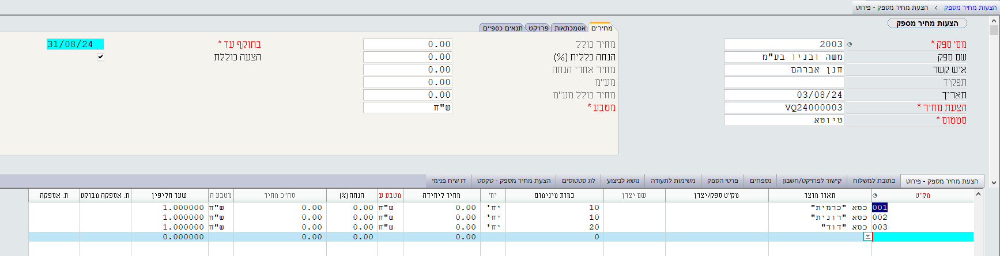 הצעות מחיר מספק > הצעת מחיר מספק - פירוט
הצעות מחיר מספק
מחירים אסמכתאות פרויקט תנאים כספיים
מס' ספק * 2003 מחיר כולל 0.00 בתוקף עד * 31/08/24
שם ספק משה ובניו בע"מ הנחה כללית (%) 0.00 הצעה כוללת
איש קשר חנן אברהם מחיר אחרי הנחה 0.00
תפקיד מע"מ 0.00
תאריך 03/08/24 מחיר כולל מע"מ 0.00
הצעת מחיר * VQ24000003 מטבע * ש"ח
סטטוס * טיוטא
הצעת מחיר מספק - פירוט כתובת למשלוח קישור לפרויקט/חשבון נספחים פרטי הספק משימות לתעודה נושא לביצוע לוג סטטוסים הצעת מחיר מספק - טקסט דו שיח פנימי
מק"ט תאור מוצר מק"ט ספק/יצרן שם יצרן כמות מינימום יח' מחיר ליחידה מטבע ע הנחה (%) סה"כ מחיר מטבע ה שער חליפין ת. אספקה מבוקע ת. אספקה
001 כסא "כרמית" 10 יח' 0.00 ש"ח 0.00 0.00 ש"ח 1.000000
002 כסא "רונית" 10 יח' 0.00 ש"ח 0.00 0.00 ש"ח 1.000000
003 כסא "דוד" 20 יח' 0.00 ש"ח 0.00 0.00 ש"ח 1.000000
0 0.00 0.00 0.00 0.000000